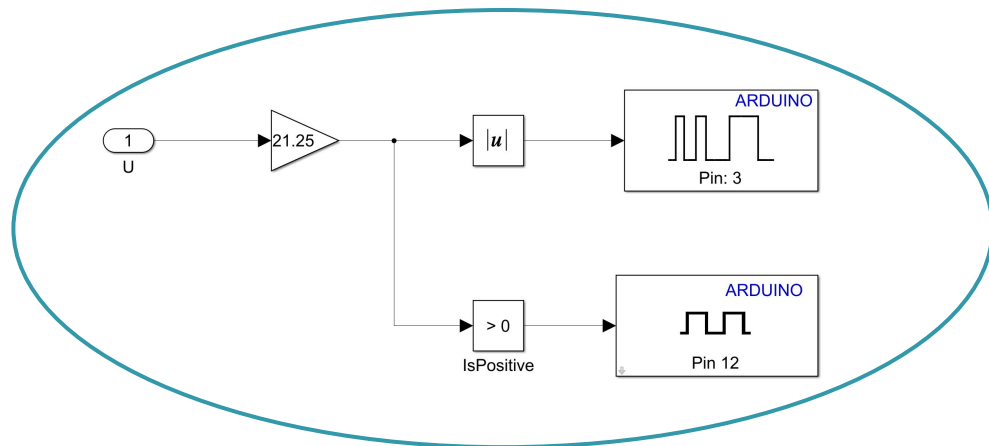 1
U
21.25
|u|
ARDUINO
Pin: 3
> 0
IsPositive
ARDUINO
Pin 12